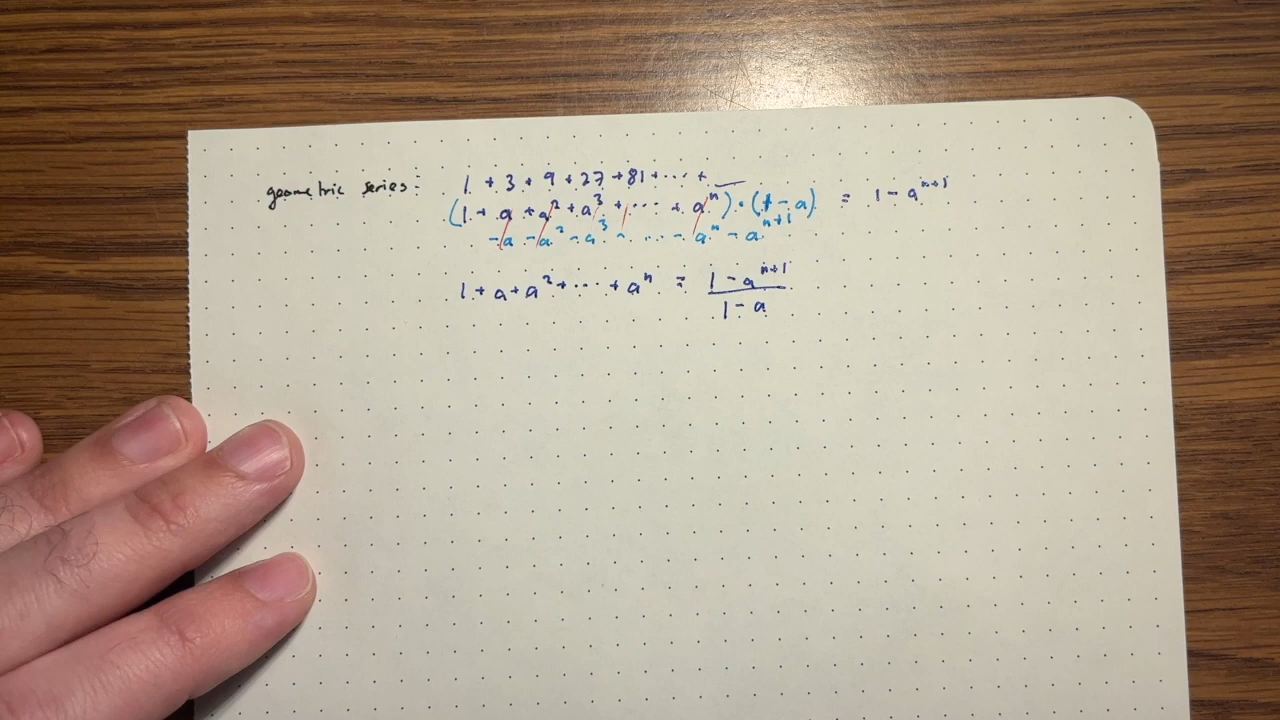 geometric series: 1 + 3 + 9 + 27 + 81 + ... + __
(1 + a + a² + a³ + ... + aⁿ) · (1 - a) = 1 - aⁿ⁺¹
- a - a² - a³ - ... - aⁿ - aⁿ⁺¹
1 + a + a² + ... + aⁿ = (1 - aⁿ⁺¹)/(1 - a)